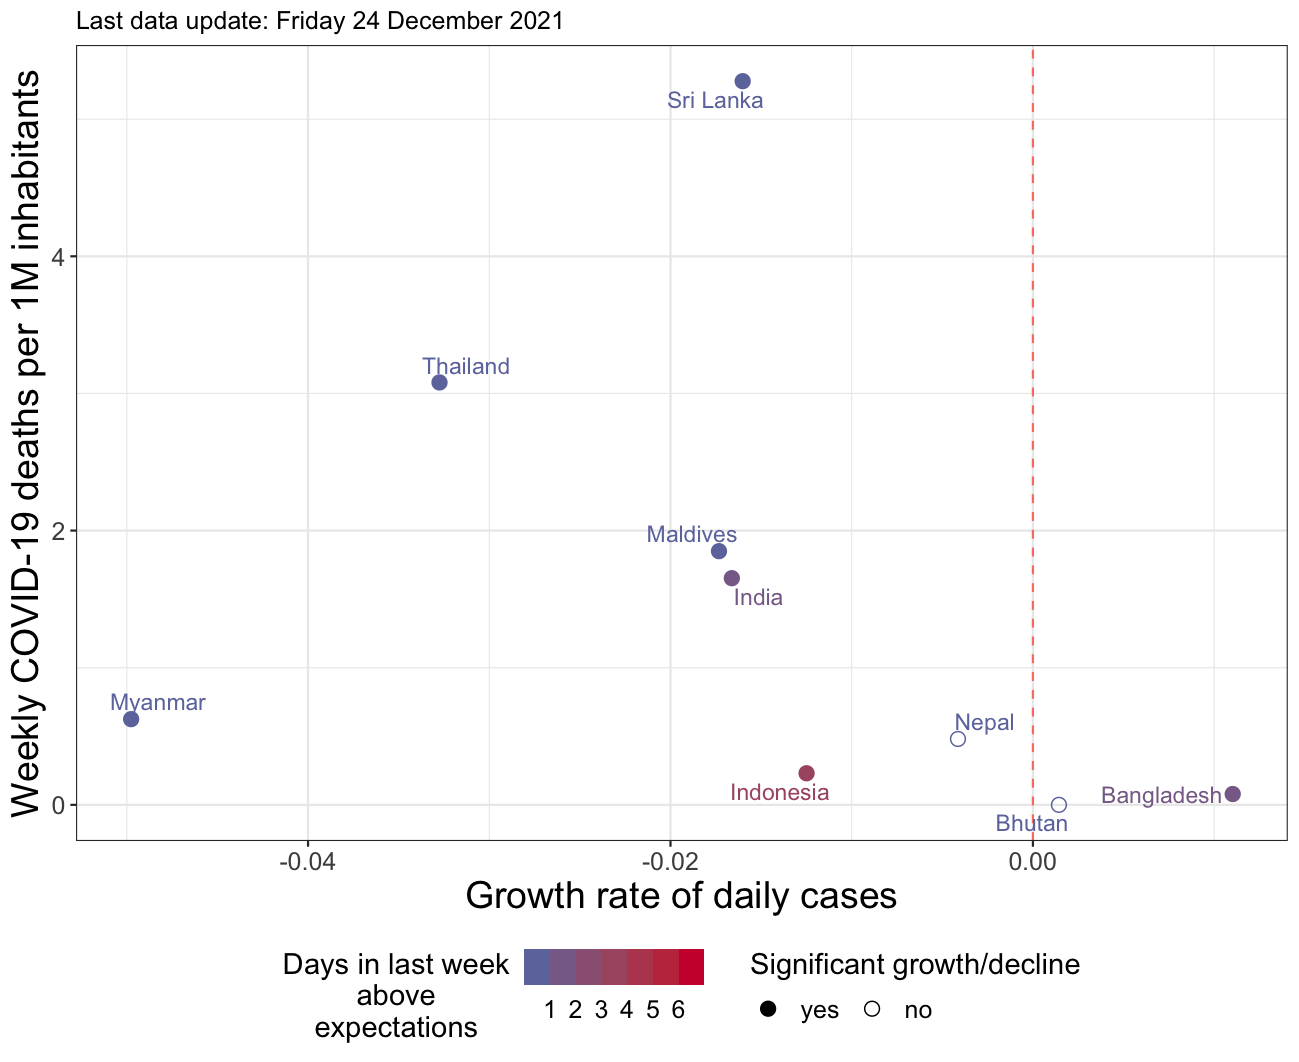 Last data update: Friday 24 December 2021
Weekly COVID-19 deaths per 1M inhabitants
Sri Lanka
4
Thailand
2
Maldives
India
Myanmar
Nepal
Indonesia
Bangladesh
0
Bhutan
-0.04 -0.02 0.00
Growth rate of daily cases
Days in last week
above
expectations
1 2 3 4 5 6
Significant growth/decline
yes no